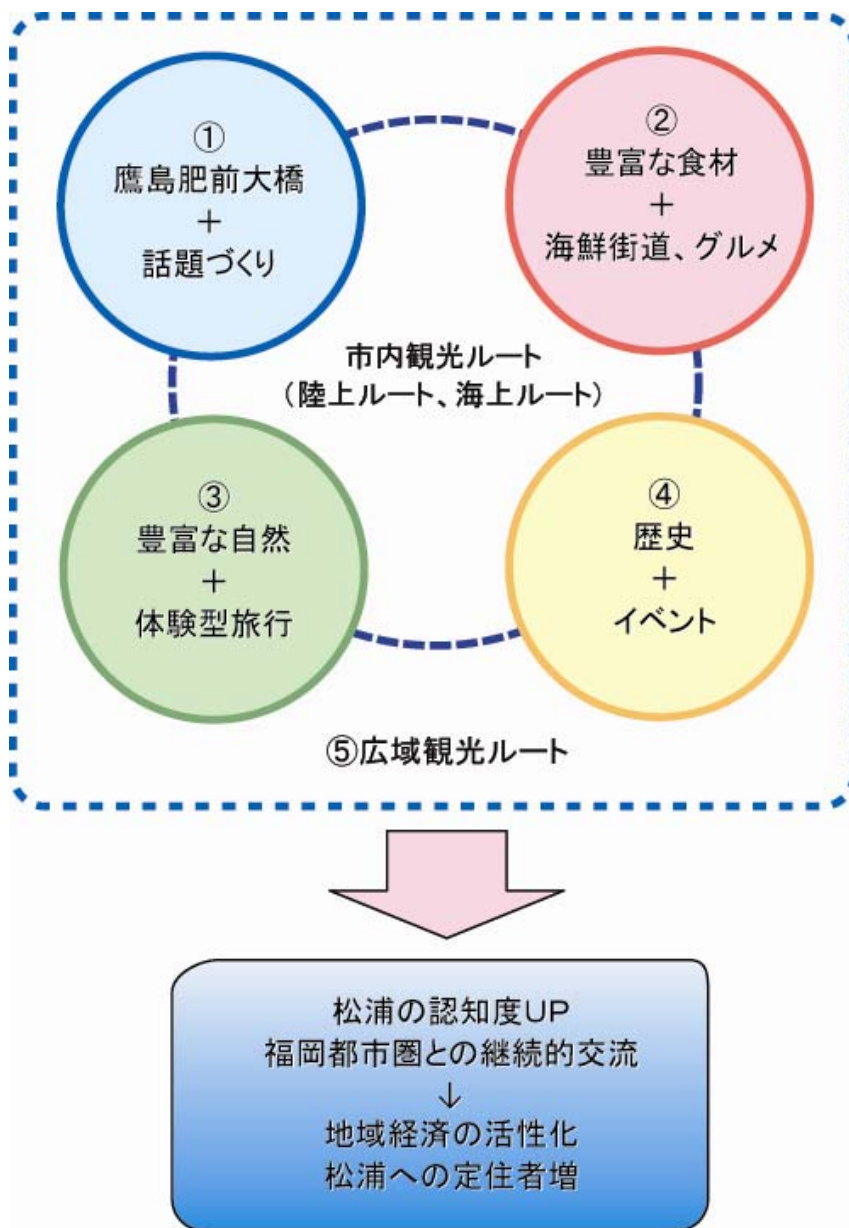 ①
鷹島肥前大橋
＋
話題づくり
②
豊富な食材
＋
海鮮街道、グルメ
市内観光ルート
（陸上ルート、海上ルート）
③
豊富な自然
＋
体験型旅行
④
歴史
＋
イベント
⑤広域観光ルート
松浦の認知度ＵＰ
福岡都市圏との継続的交流
↓
地域経済の活性化
松浦への定住者増